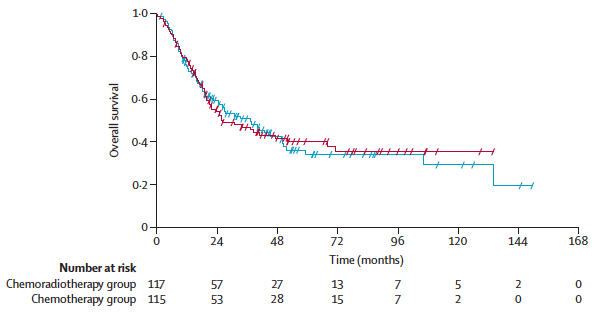 1·0
0·8
0·6
0·4
0·2
0
Overall survival
0 24 48 72 96 120 144 168
Time (months)
Number at risk
Chemoradiotherapy group 117 57 27 13 7 5 2 0
Chemotherapy group 115 53 28 15 7 2 0 0